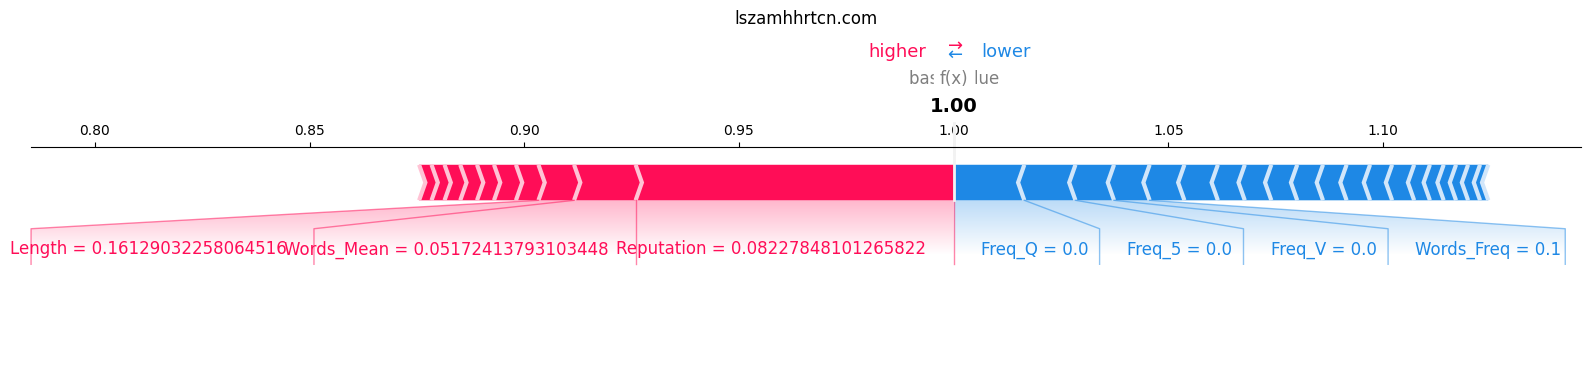 lszamhhrtcn.com
higher ⇄ lower
bas f(x) lue
1.00
0.80 0.85 0.90 0.95 1.00 1.05 1.10
Length = 0.16129032258064516 Words_Mean = 0.05172413793103448 Reputation = 0.08227848101265822 Freq_Q = 0.0 Freq_5 = 0.0 Freq_V = 0.0 Words_Freq = 0.1